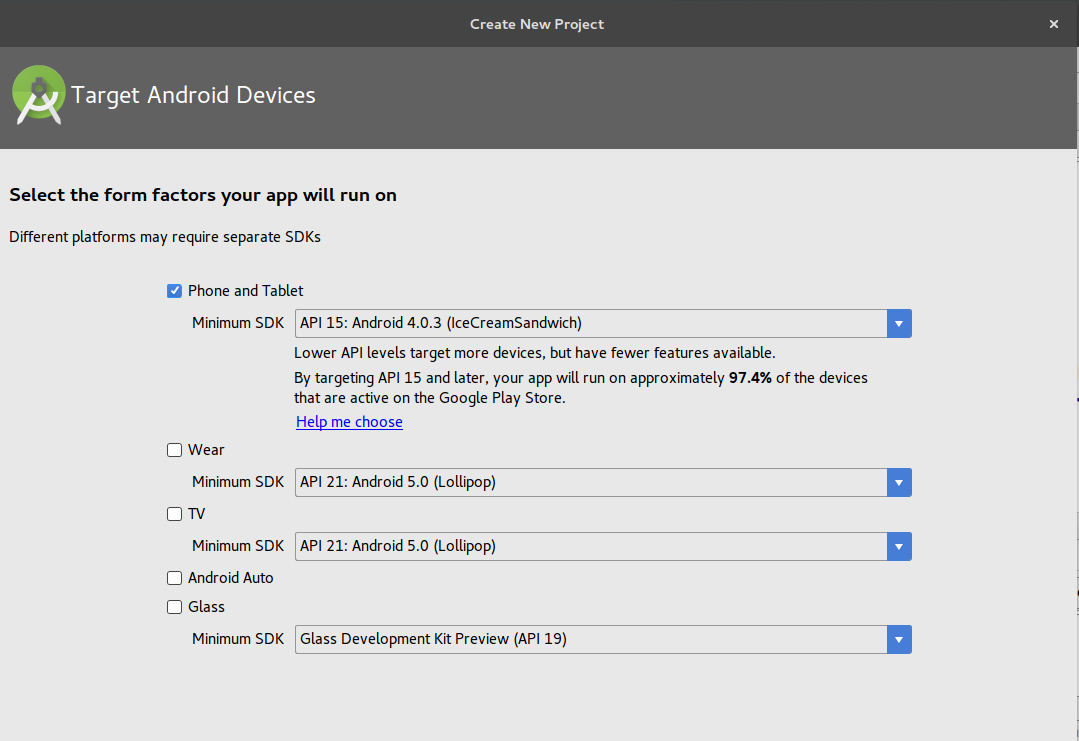 Create New Project
Target Android Devices
Select the form factors your app will run on
Different platforms may require separate SDKs
Phone and Tablet
Minimum SDK API 15: Android 4.0.3 (IceCreamSandwich)
Lower API levels target more devices, but have fewer features available.
By targeting API 15 and later, your app will run on approximately 97.4% of the devices
that are active on the Google Play Store.
Help me choose
Wear
Minimum SDK API 21: Android 5.0 (Lollipop)
TV
Minimum SDK API 21: Android 5.0 (Lollipop)
Android Auto
Glass
Minimum SDK Glass Development Kit Preview (API 19)